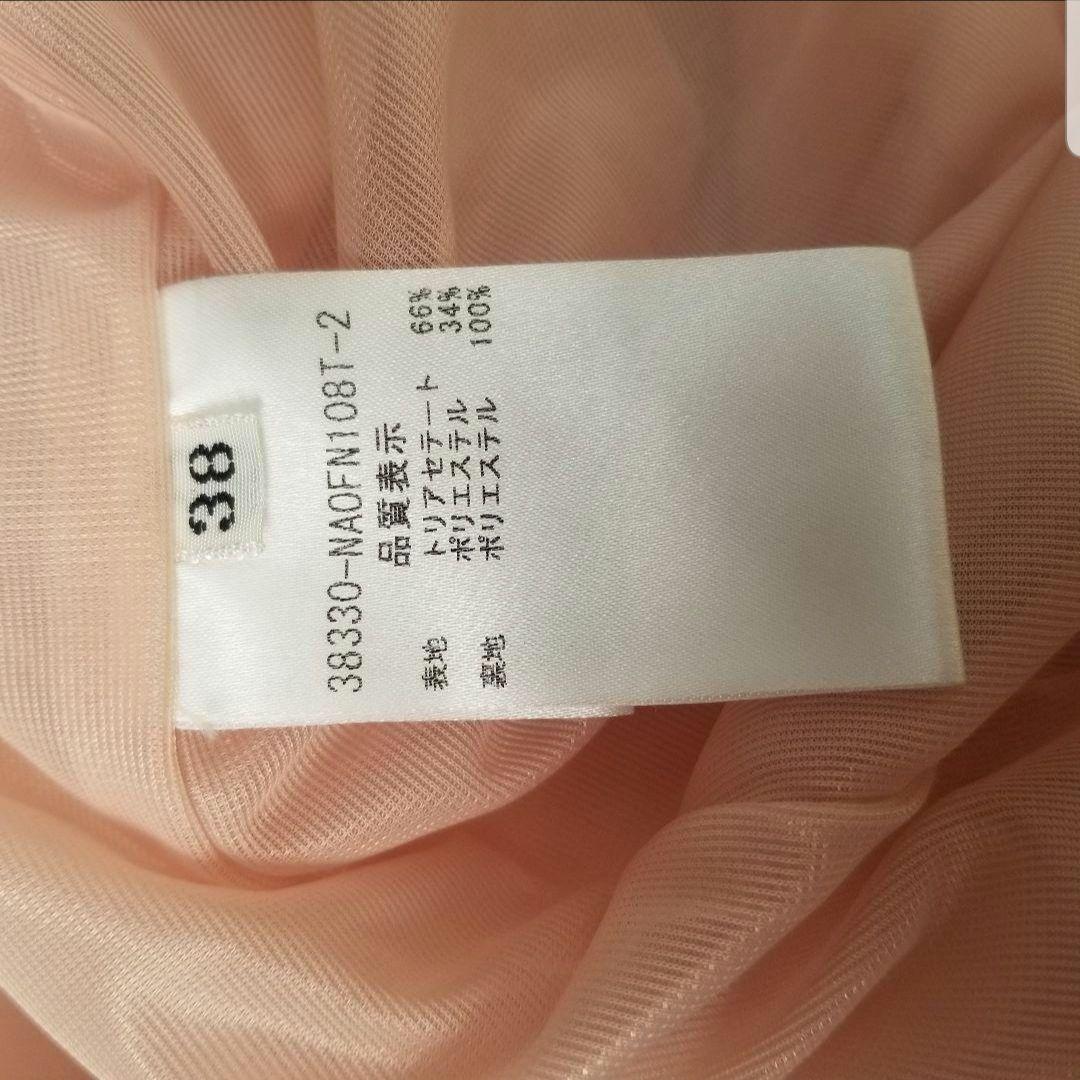 38
38330-NA0FN108T-2
品質表示
表地 トリアセテート 66%
ポリエステル 34%
裏地 ポリエステル 100%